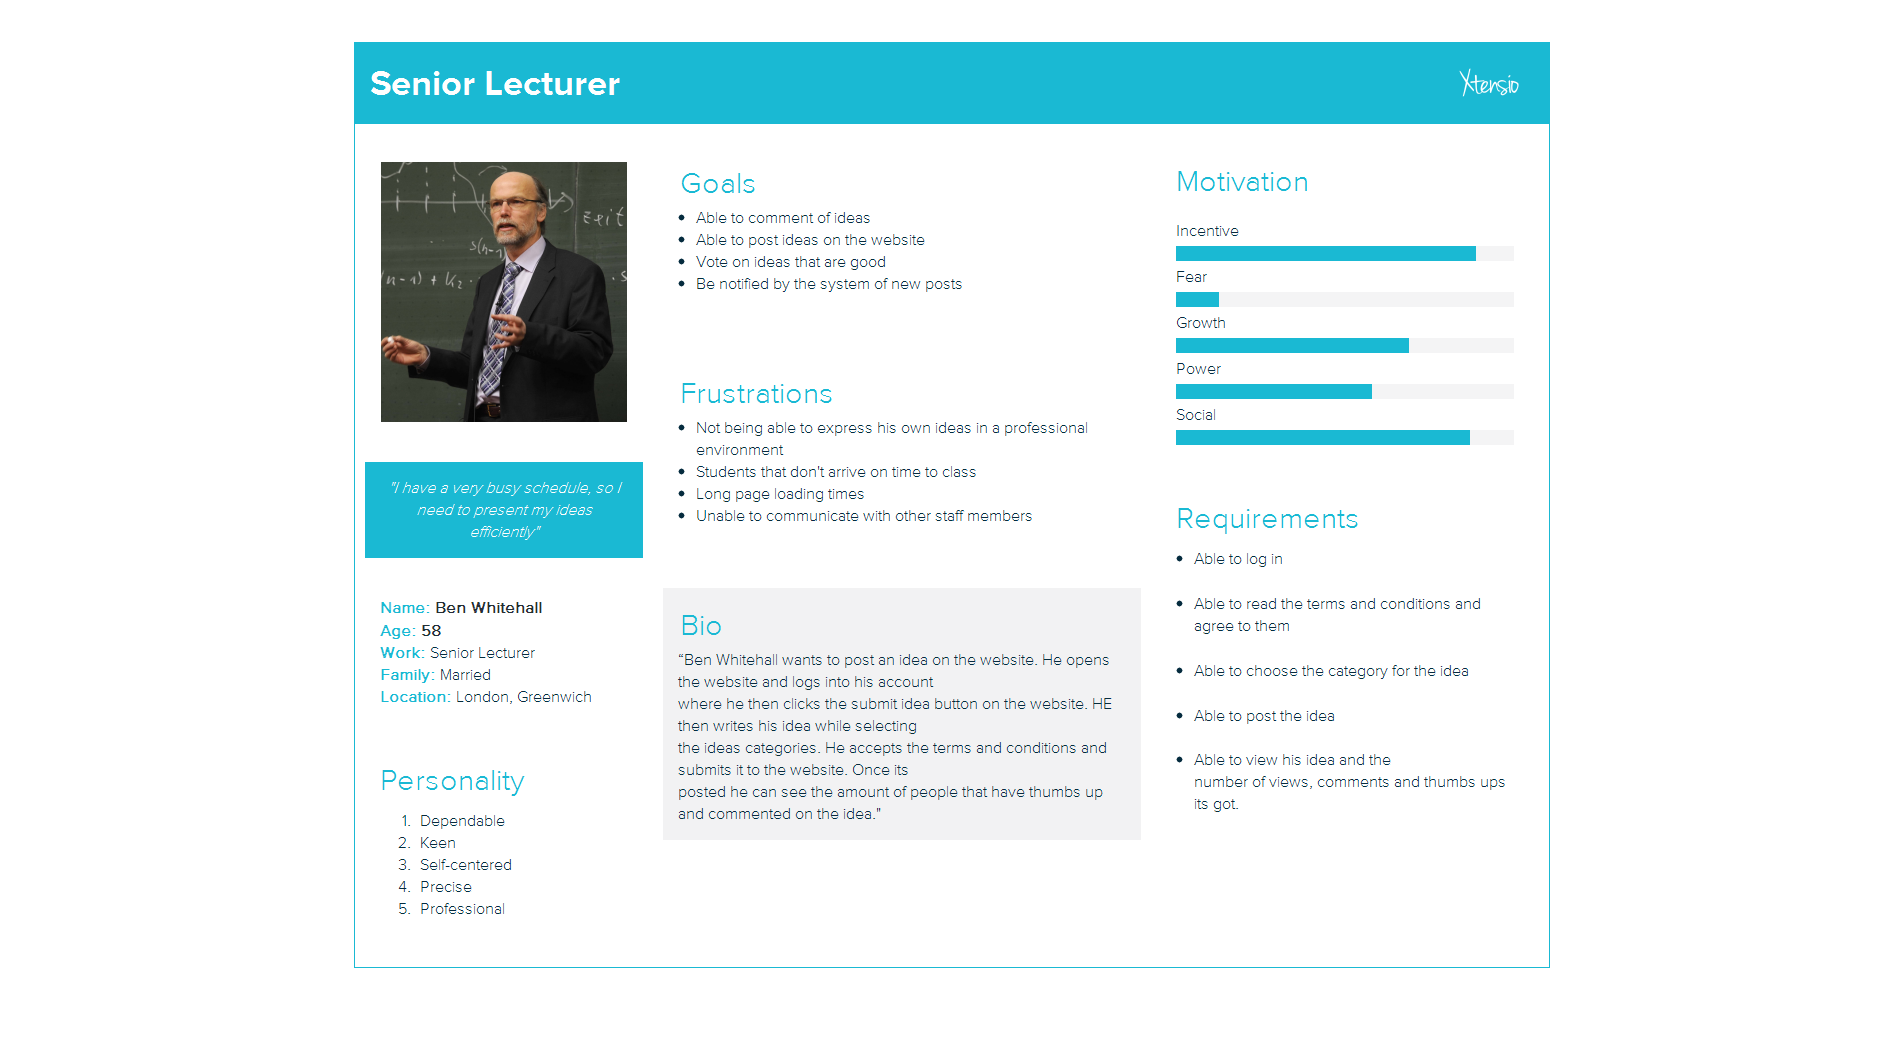 Senior Lecturer
Xtensio
ε𝑥it
s(n-1
(n-1) + k₂ ·
"I have a very busy schedule, so I
need to present my ideas
efficiently"
Name: Ben Whitehall
Age: 58
Work: Senior Lecturer
Family: Married
Location: London, Greenwich
Personality
1. Dependable
2. Keen
3. Self-centered
4. Precise
5. Professional
Goals
• Able to comment of ideas
• Able to post ideas on the website
• Vote on ideas that are good
• Be notified by the system of new posts
Frustrations
• Not being able to express his own ideas in a professional
environment
• Students that don't arrive on time to class
• Long page loading times
• Unable to communicate with other staff members
Bio
“Ben Whitehall wants to post an idea on the website. He opens
the website and logs into his account
where he then clicks the submit idea button on the website. HE
then writes his idea while selecting
the ideas categories. He accepts the terms and conditions and
submits it to the website. Once its
posted he can see the amount of people that have thumbs up
and commented on the idea."
Motivation
Incentive
Fear
Growth
Power
Social
Requirements
• Able to log in
• Able to read the terms and conditions and
agree to them
• Able to choose the category for the idea
• Able to post the idea
• Able to view his idea and the
number of views, comments and thumbs ups
its got.